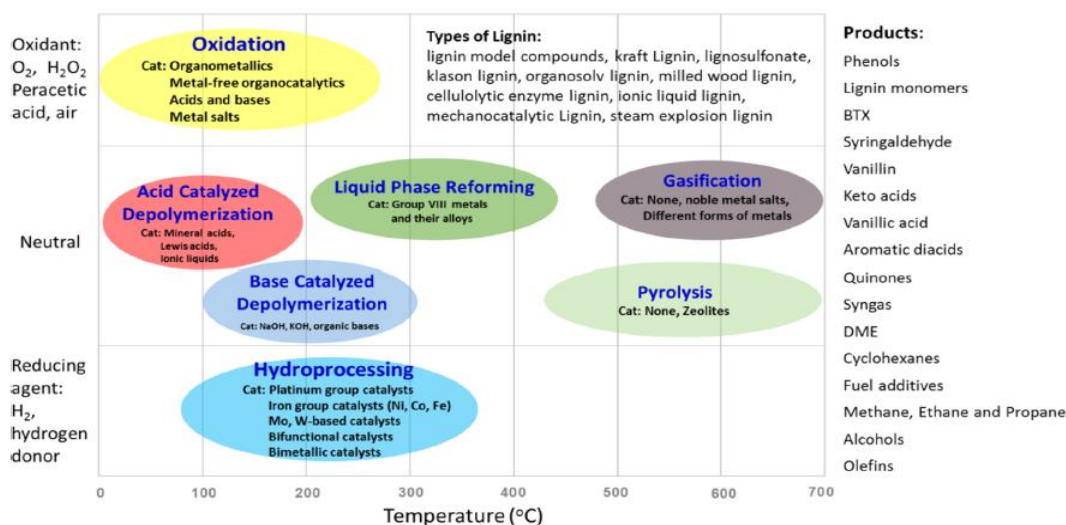 Oxidant:
O₂, H₂O₂
Peracetic
acid, air
Oxidation
Cat: Organometallics
Metal-free organocatalytics
Acids and bases
Metal salts
Types of Lignin:
lignin model compounds, kraft Lignin, lignosulfonate,
klason lignin, organosolv lignin, milled wood lignin,
cellulolytic enzyme lignin, ionic liquid lignin,
mechanocatalytic Lignin, steam explosion lignin
Neutral
Acid Catalyzed
Depolymerization
Cat: Mineral acids,
Lewis acids,
Ionic liquids
Liquid Phase Reforming
Cat: Group VIII metals
and their alloys
Gasification
Cat: None, noble metal salts,
Different forms of metals
Base Catalyzed
Depolymerization
Cat: NaOH, KOH, organic bases
Pyrolysis
Cat: None, Zeolites
Reducing
agent:
H₂,
hydrogen
donor
Hydroprocessing
Cat: Platinum group catalysts
Iron group catalysts (Ni, Co, Fe)
Mo, W-based catalysts
Bifunctional catalysts
Bimetallic catalysts
0 100 200 300 400 500 600 700
Temperature (°C)
Products:
Phenols
Lignin monomers
BTX
Syringaldehyde
Vanillin
Keto acids
Vanillic acid
Aromatic diacids
Quinones
Syngas
DME
Cyclohexanes
Fuel additives
Methane, Ethane and Propane
Alcohols
Olefins